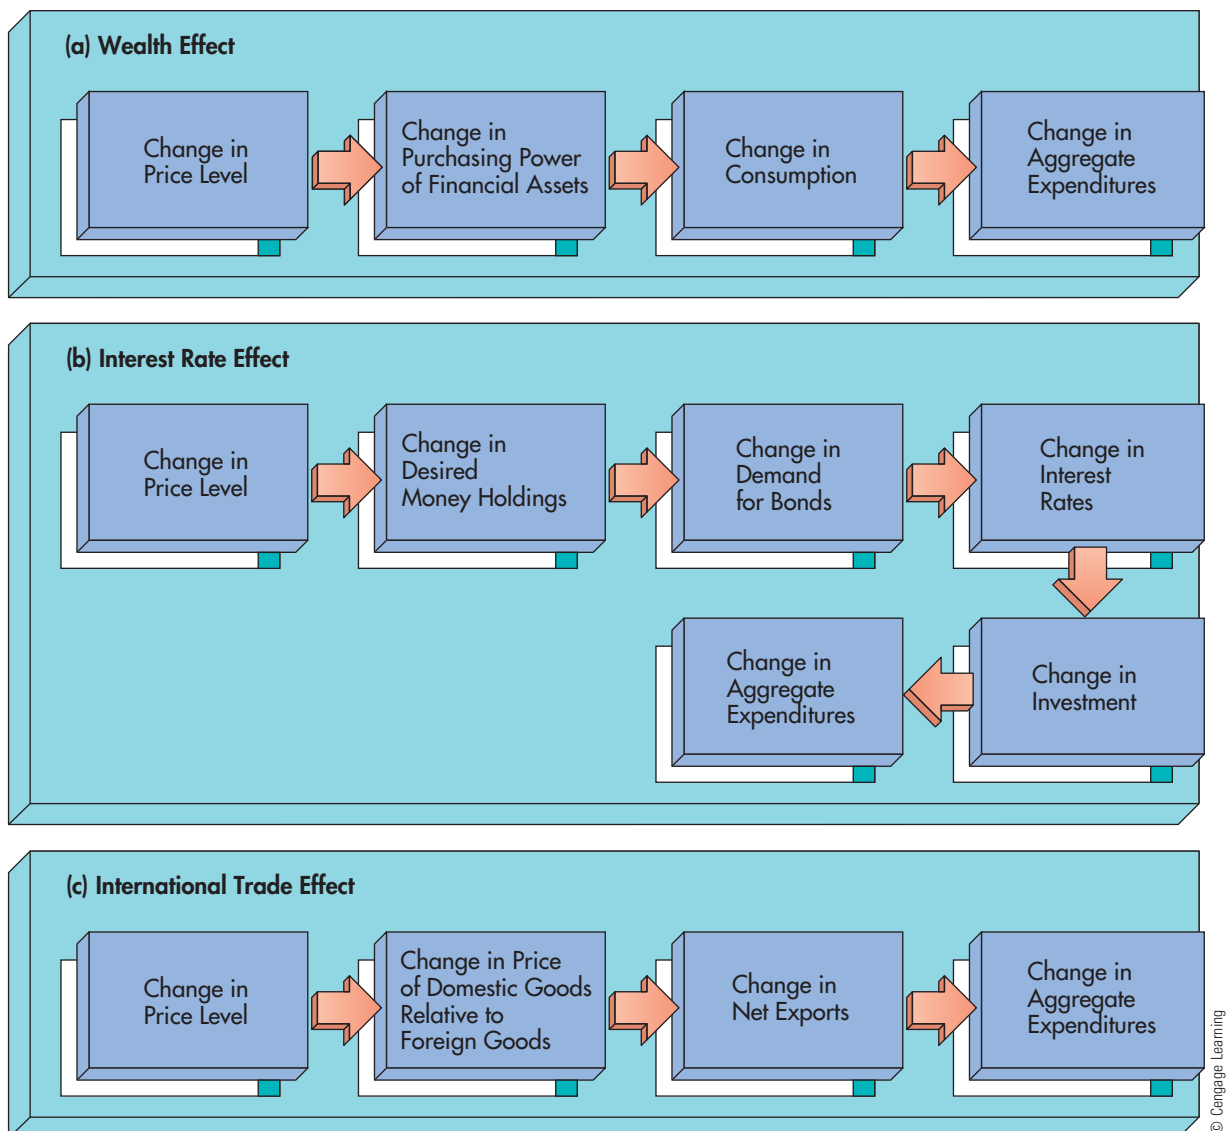 (a) Wealth Effect
Change in
Price Level
Change in
Purchasing Power
of Financial Assets
Change in
Consumption
Change in
Aggregate
Expenditures
(b) Interest Rate Effect
Change in
Price Level
Change in
Desired
Money Holdings
Change in
Demand
for Bonds
Change in
Interest
Rates
Change in
Investment
Change in
Aggregate
Expenditures
(c) International Trade Effect
Change in
Price Level
Change in Price
of Domestic Goods
Relative to
Foreign Goods
Change in
Net Exports
Change in
Aggregate
Expenditures
© Cengage Learning